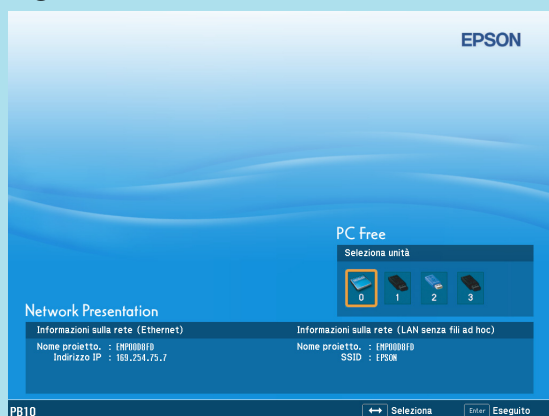 EPSON
PC Free
Seleziona unità
0 1 2 3
Network Presentation
Informazioni sulla rete (Ethernet)
Informazioni sulla rete (LAN senza fili ad hoc)
Nome proietto. : EMP00D8FD
Nome proietto. : EMP00D8FD
Indirizzo IP : 169.254.75.7
SSID : EPSON
PB10
Seleziona
Enter Eseguito